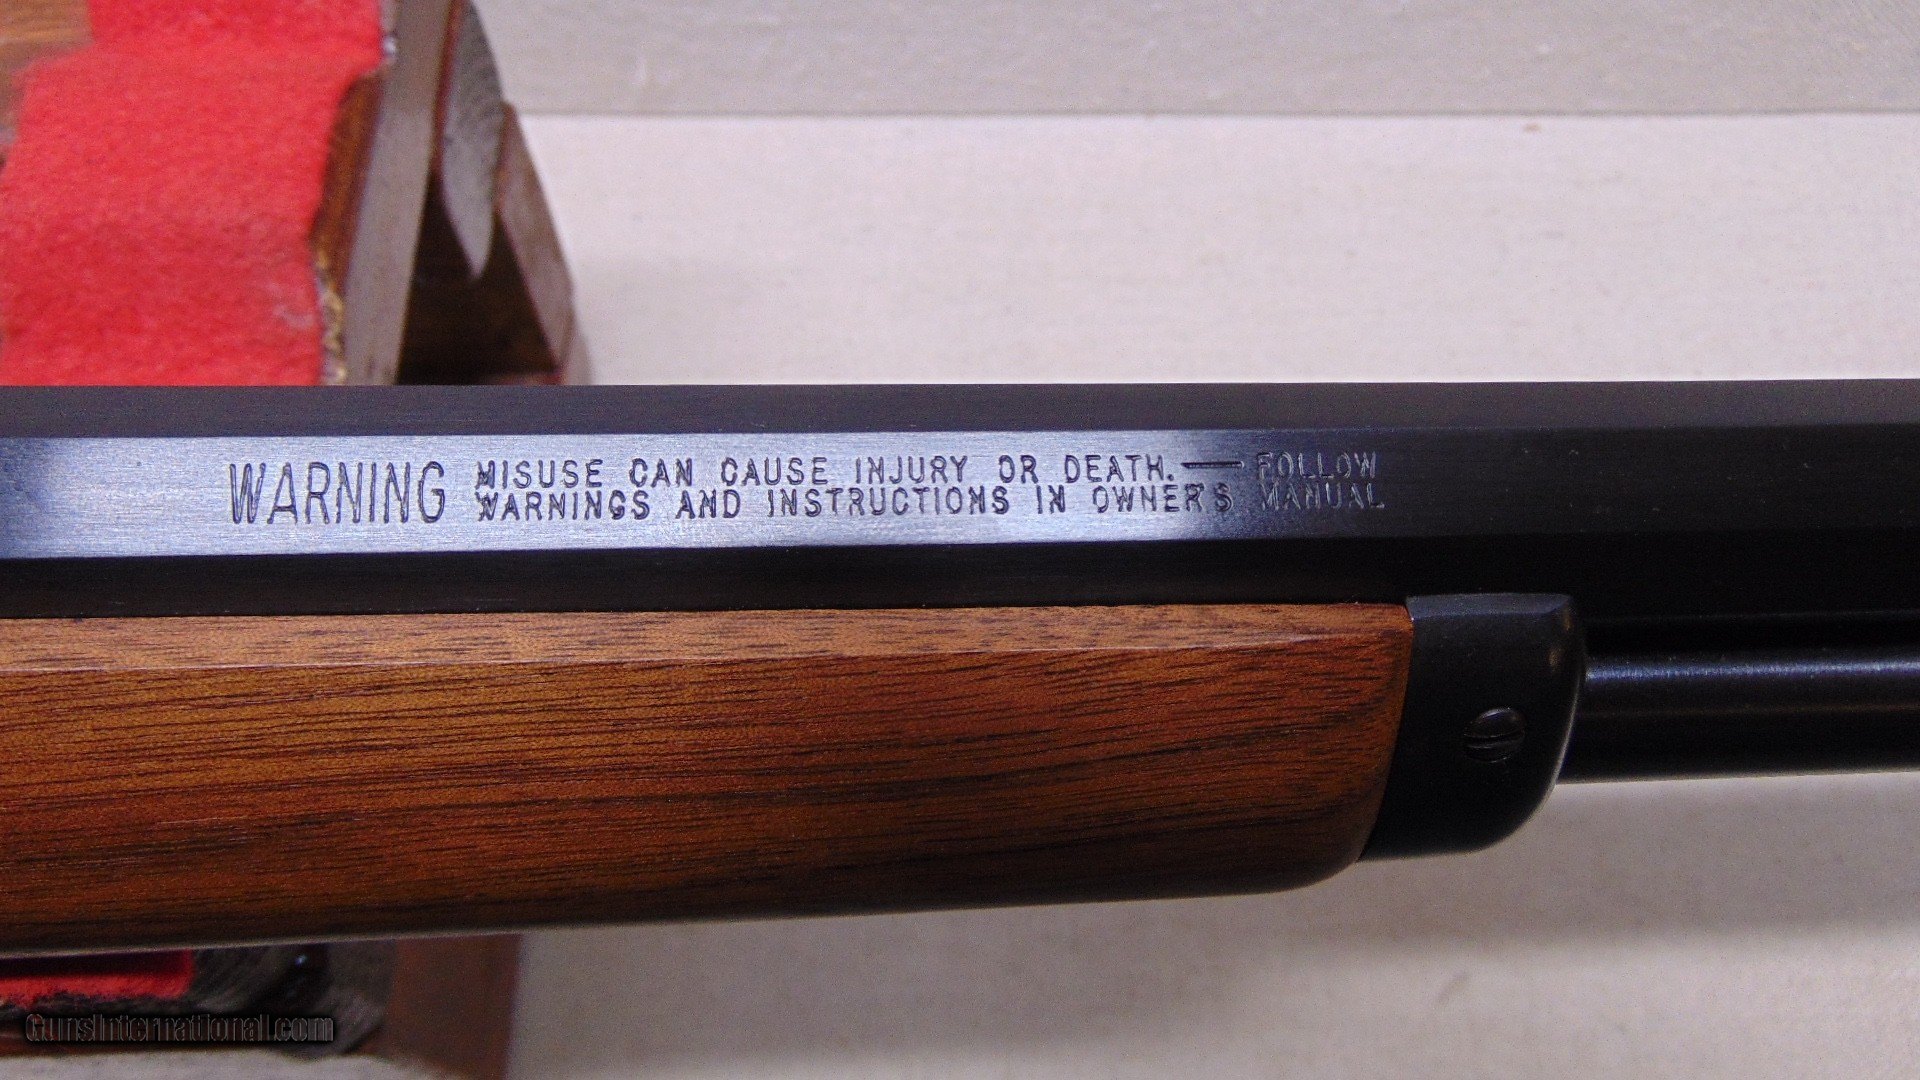 WARNING MISUSE CAN CAUSE INJURY OR DEATH.— FOLLOW
WARNINGS AND INSTRUCTIONS IN OWNER'S MANUAL
GunsInternational.com